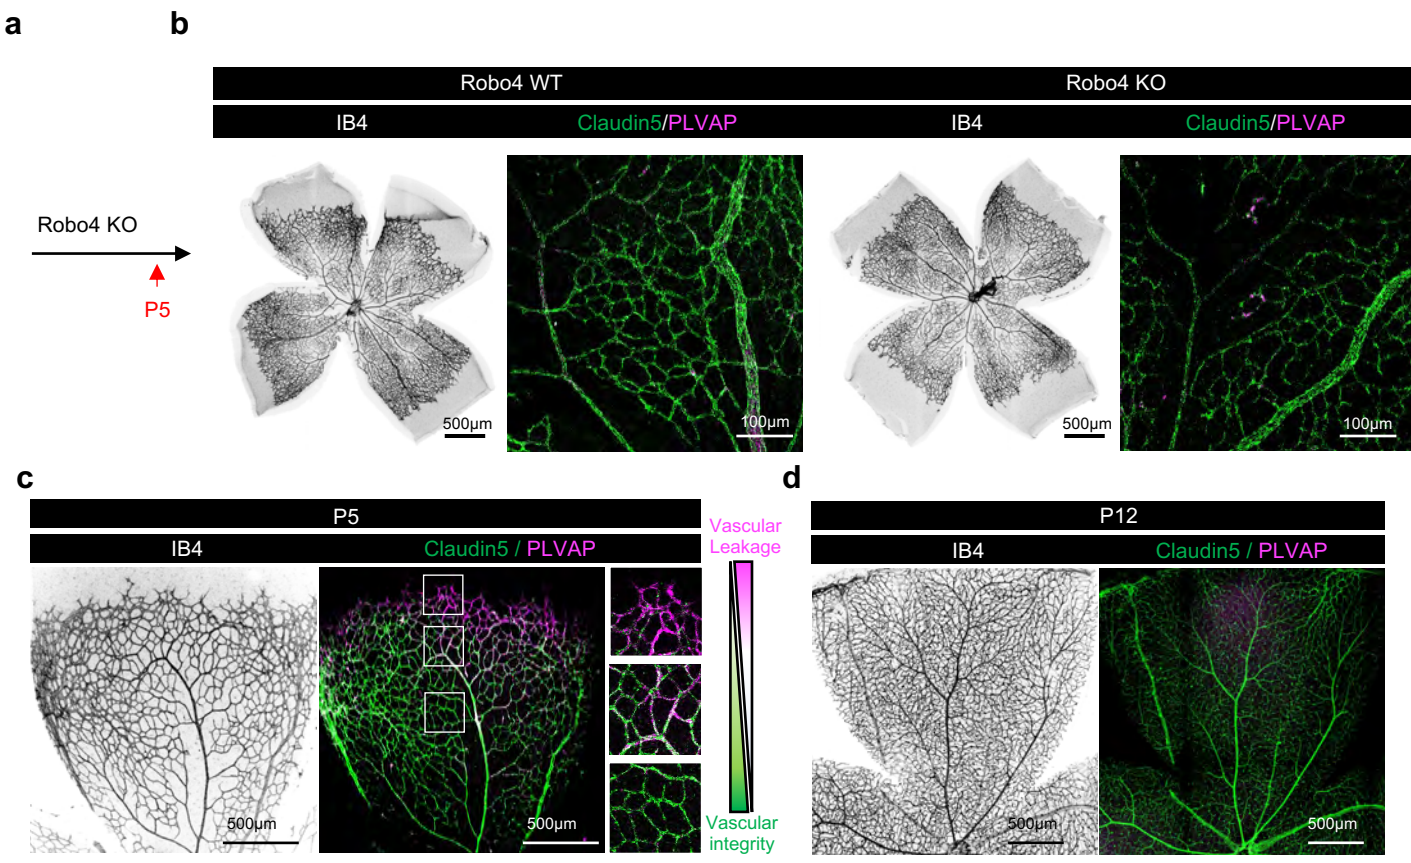 a
b
Robo4 WT
Robo4 KO
IB4
Claudin5/PLVAP
IB4
Claudin5/PLVAP
Robo4 KO
P5
500µm
100µm
500µm
100µm
c
d
P5
P12
IB4
Claudin5 / PLVAP
Vascular
Leakage
IB4
Claudin5 / PLVAP
500µm
500µm
Vascular
integrity
500µm
500µm